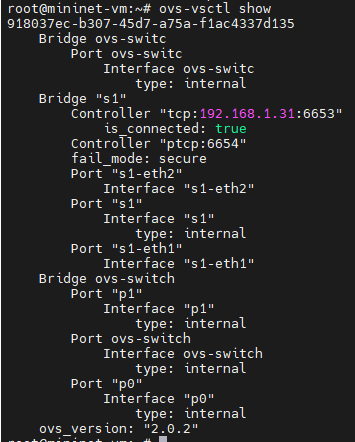 root@mininet-vm:~# ovs-vsctl show
918037ec-b307-45d7-a75a-f1ac4337d135
    Bridge ovs-switc
        Port ovs-switc
            Interface ovs-switc
                type: internal
    Bridge "s1"
        Controller "tcp:192.168.1.31:6653"
            is_connected: true
        Controller "ptcp:6654"
        fail_mode: secure
        Port "s1-eth2"
            Interface "s1-eth2"
        Port "s1"
            Interface "s1"
                type: internal
        Port "s1-eth1"
            Interface "s1-eth1"
    Bridge ovs-switch
        Port "p1"
            Interface "p1"
                type: internal
        Port ovs-switch
            Interface ovs-switch
                type: internal
        Port "p0"
            Interface "p0"
                type: internal
    ovs_version: "2.0.2"
root@mininet-vm:~#